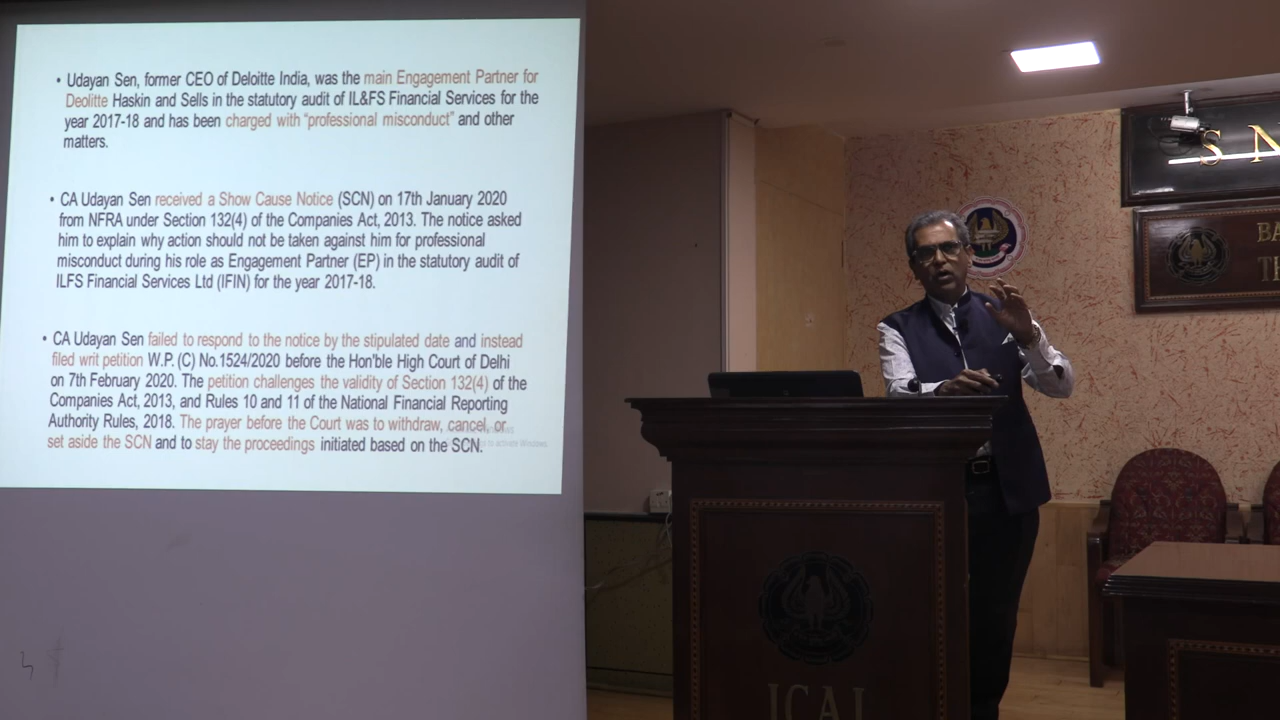 • Udayan Sen, former CEO of Deloitte India, was the main Engagement Partner for
Deolitte Haskin and Sells in the statutory audit of IL&FS Financial Services for the
year 2017-18 and has been charged with "professional misconduct" and other
matters.
• CA Udayan Sen received a Show Cause Notice (SCN) on 17th January 2020
from NFRA under Section 132(4) of the Companies Act, 2013. The notice asked
him to explain why action should not be taken against him for professional
misconduct during his role as Engagement Partner (EP) in the statutory audit of
ILFS Financial Services Ltd (IFIN) for the year 2017-18.
• CA Udayan Sen failed to respond to the notice by the stipulated date and instead
filed writ petition W.P. (C) No.1524/2020 before the Hon'ble High Court of Delhi
on 7th February 2020. The petition challenges the validity of Section 132(4) of the
Companies Act, 2013, and Rules 10 and 11 of the National Financial Reporting
Authority Rules, 2018. The prayer before the Court was to withdraw, cancel, or
set aside the SCN and to stay the proceedings initiated based on the SCN.
to activate Windows.
S N
BA
TH
ICAI